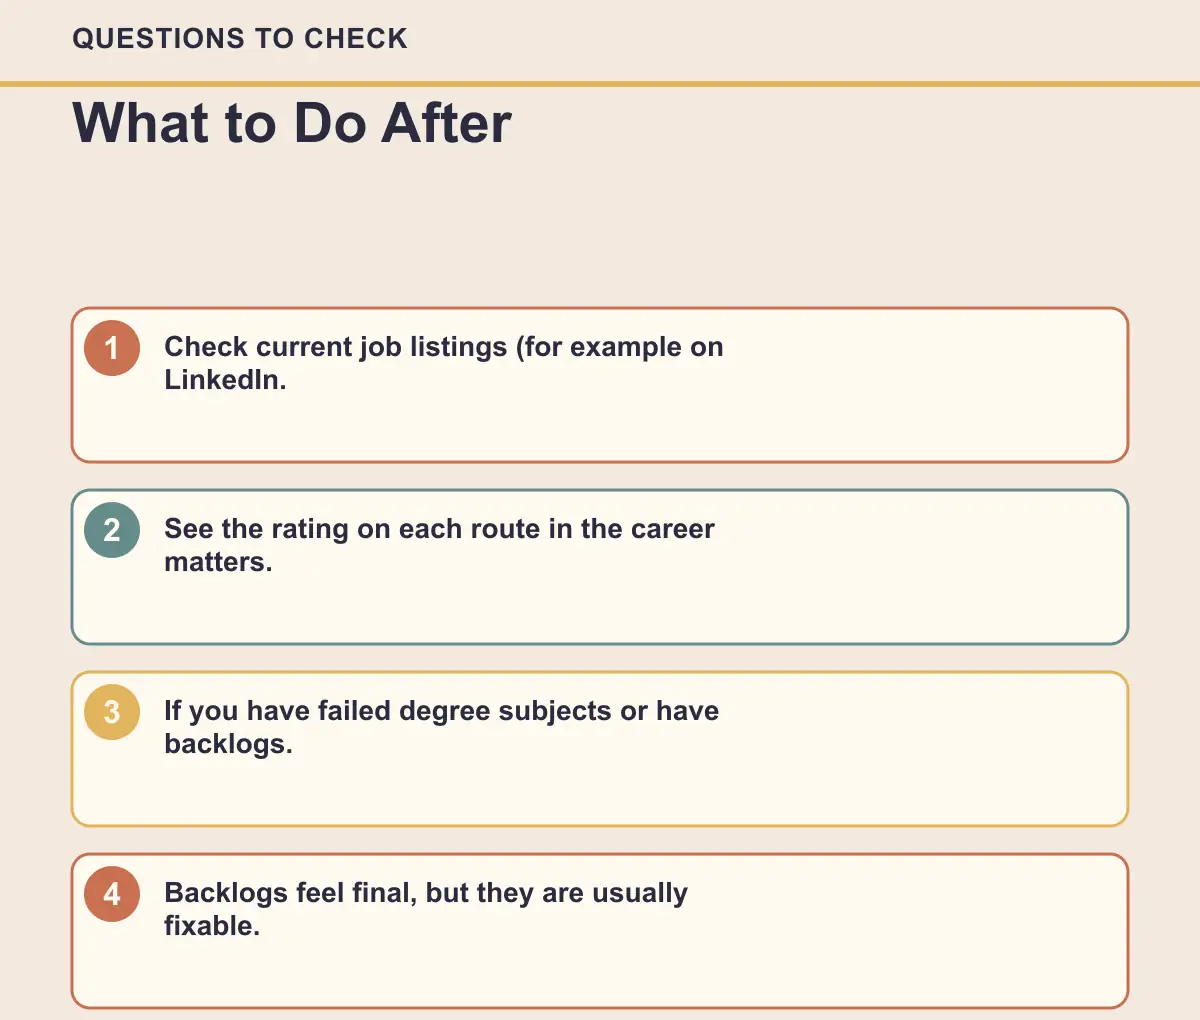 QUESTIONS TO CHECK
What to Do After
1
Check current job listings (for example on
LinkedIn.
2
See the rating on each route in the career
matters.
3
If you have failed degree subjects or have
backlogs.
4
Backlogs feel final, but they are usually
fixable.